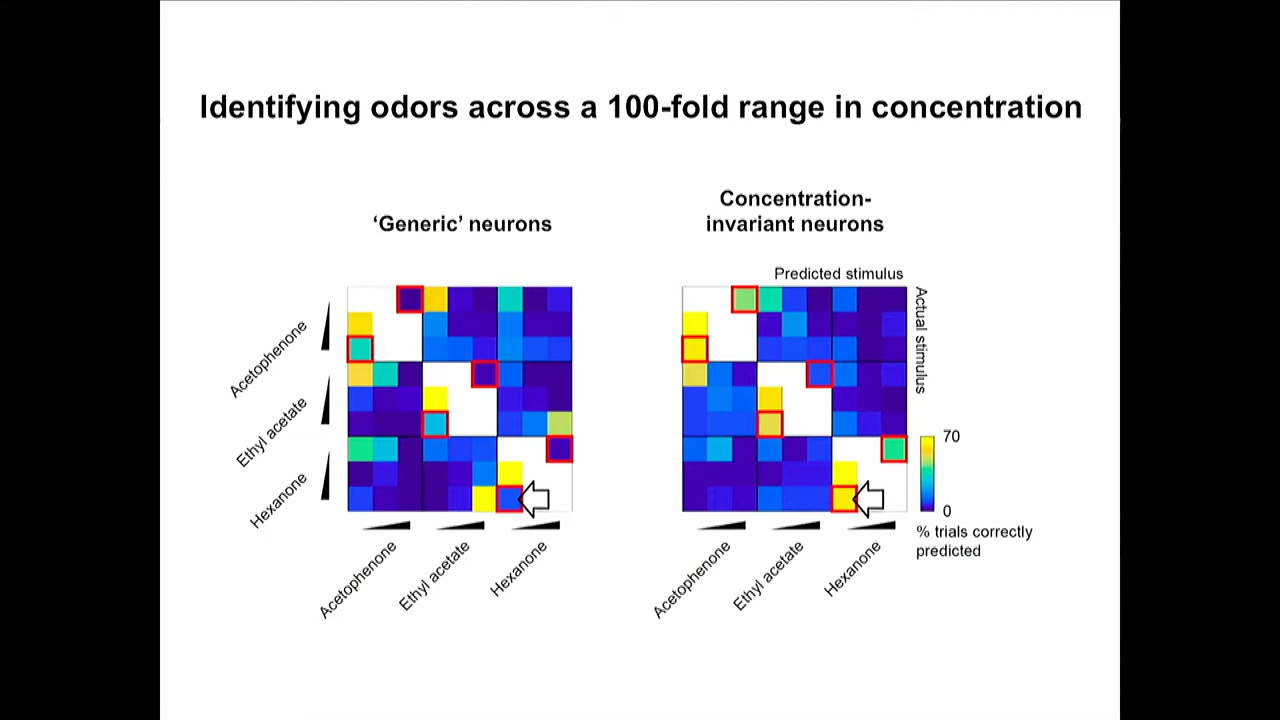 Identifying odors across a 100-fold range in concentration
‘Generic’ neurons
Concentration-
invariant neurons
Predicted stimulus
Actual stimulus
Acetophenone
Ethyl acetate
Hexanone
Acetophenone
Ethyl acetate
Hexanone
Acetophenone
Ethyl acetate
Hexanone
70
0
% trials correctly
predicted